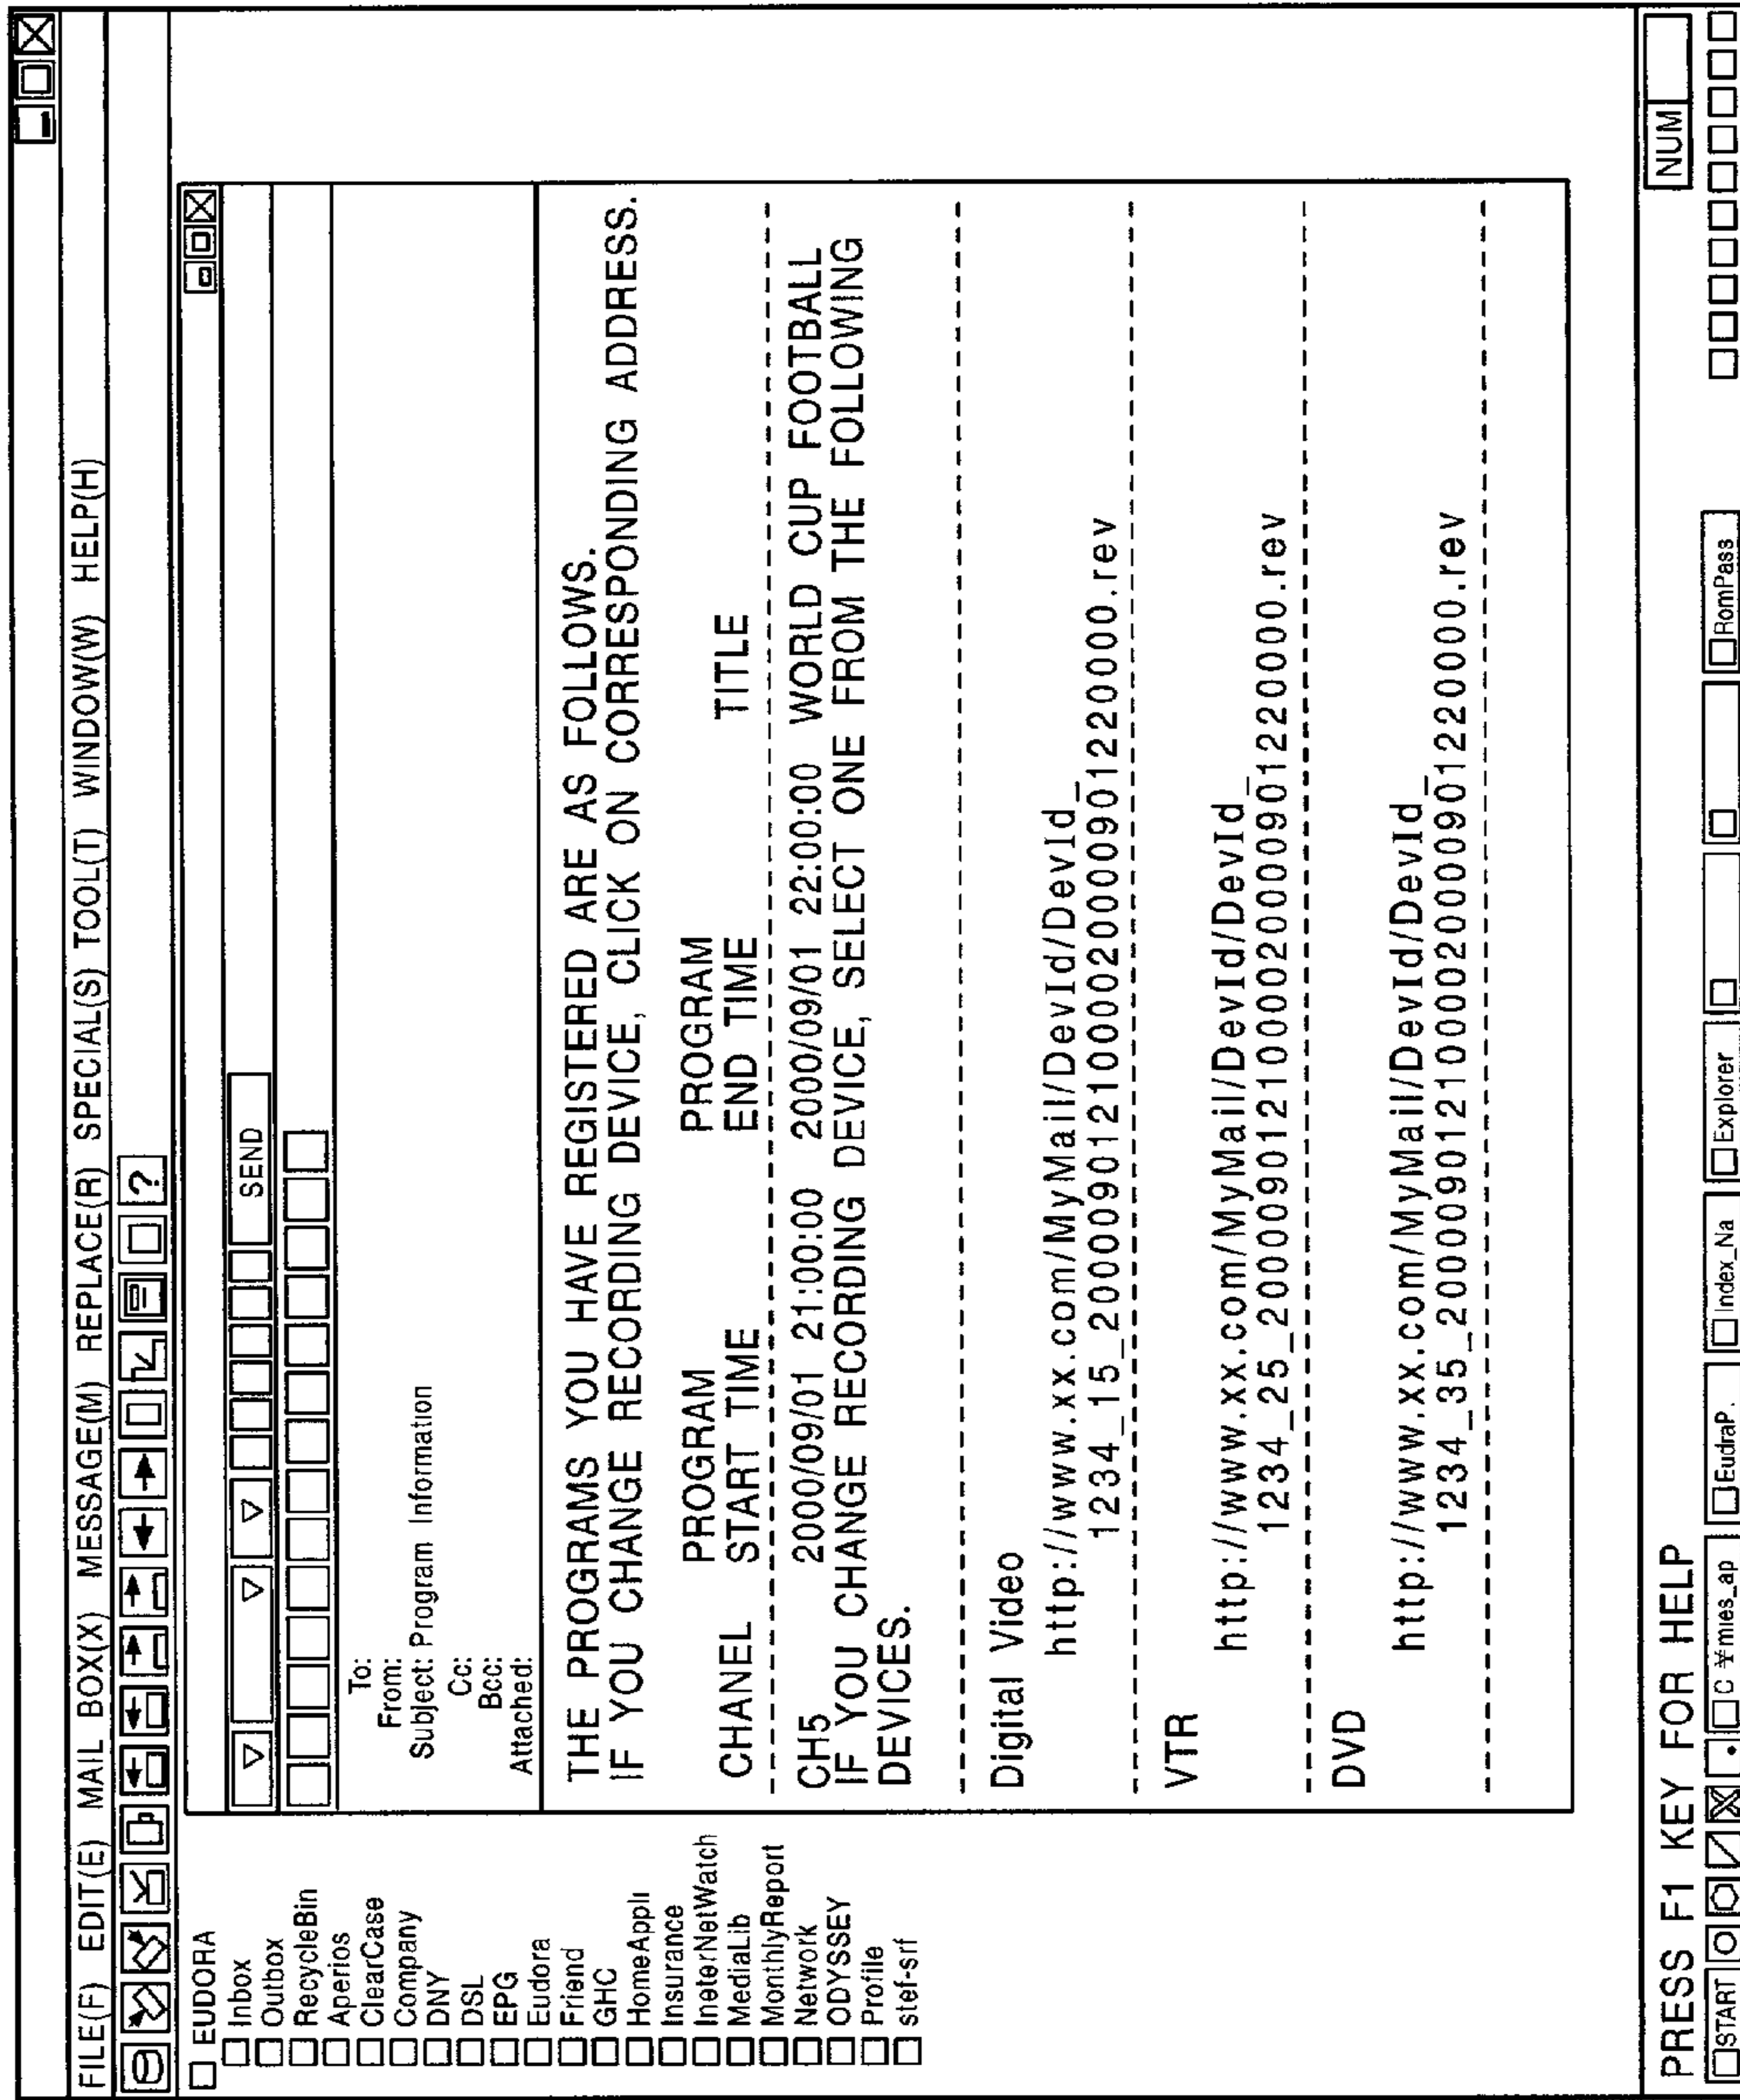 FILE(F) EDIT(E) MAIL BOX(X) MESSAGE(M) REPLACE(R) SPECIAL(S) TOOL(T) WINDOW(W) HELP(H)
?
EUDORA
Inbox
Outbox
RecycleBin
Aperios
ClearCase
Company
DNY
DSL
EPG
Eudora
Friend
GHC
HomeAppli
Insurance
IneterNetWatch
MediaLib
MonthlyReport
Network
ODYSSEY
Profile
stef-srf
SEND
To:
From:
Subject: Program Information
Cc:
Bcc:
Attached:
THE PROGRAMS YOU HAVE REGISTERED ARE AS FOLLOWS.
IF YOU CHANGE RECORDING DEVICE, CLICK ON CORRESPONDING ADDRESS.
PROGRAM PROGRAM
CHANEL START TIME END TIME TITLE
CH5 2000/09/01 21:00:00 2000/09/01 22:00:00 WORLD CUP FOOTBALL
IF YOU CHANGE RECORDING DEVICE, SELECT ONE FROM THE FOLLOWING
DEVICES.
Digital Video
http://www.xx.com/MyMail/DevId/DevId_
1234_15_2000090121000020000901220000.rev
VTR
http://www.xx.com/MyMail/DevId/DevId_
1234_25_2000090121000020000901220000.rev
DVD
http://www.xx.com/MyMail/DevId/DevId_
1234_35_2000090121000020000901220000.rev
PRESS F1 KEY FOR HELP
NUM
START C ¥mies_ap EudraP. Index_Na Explorer RomPass